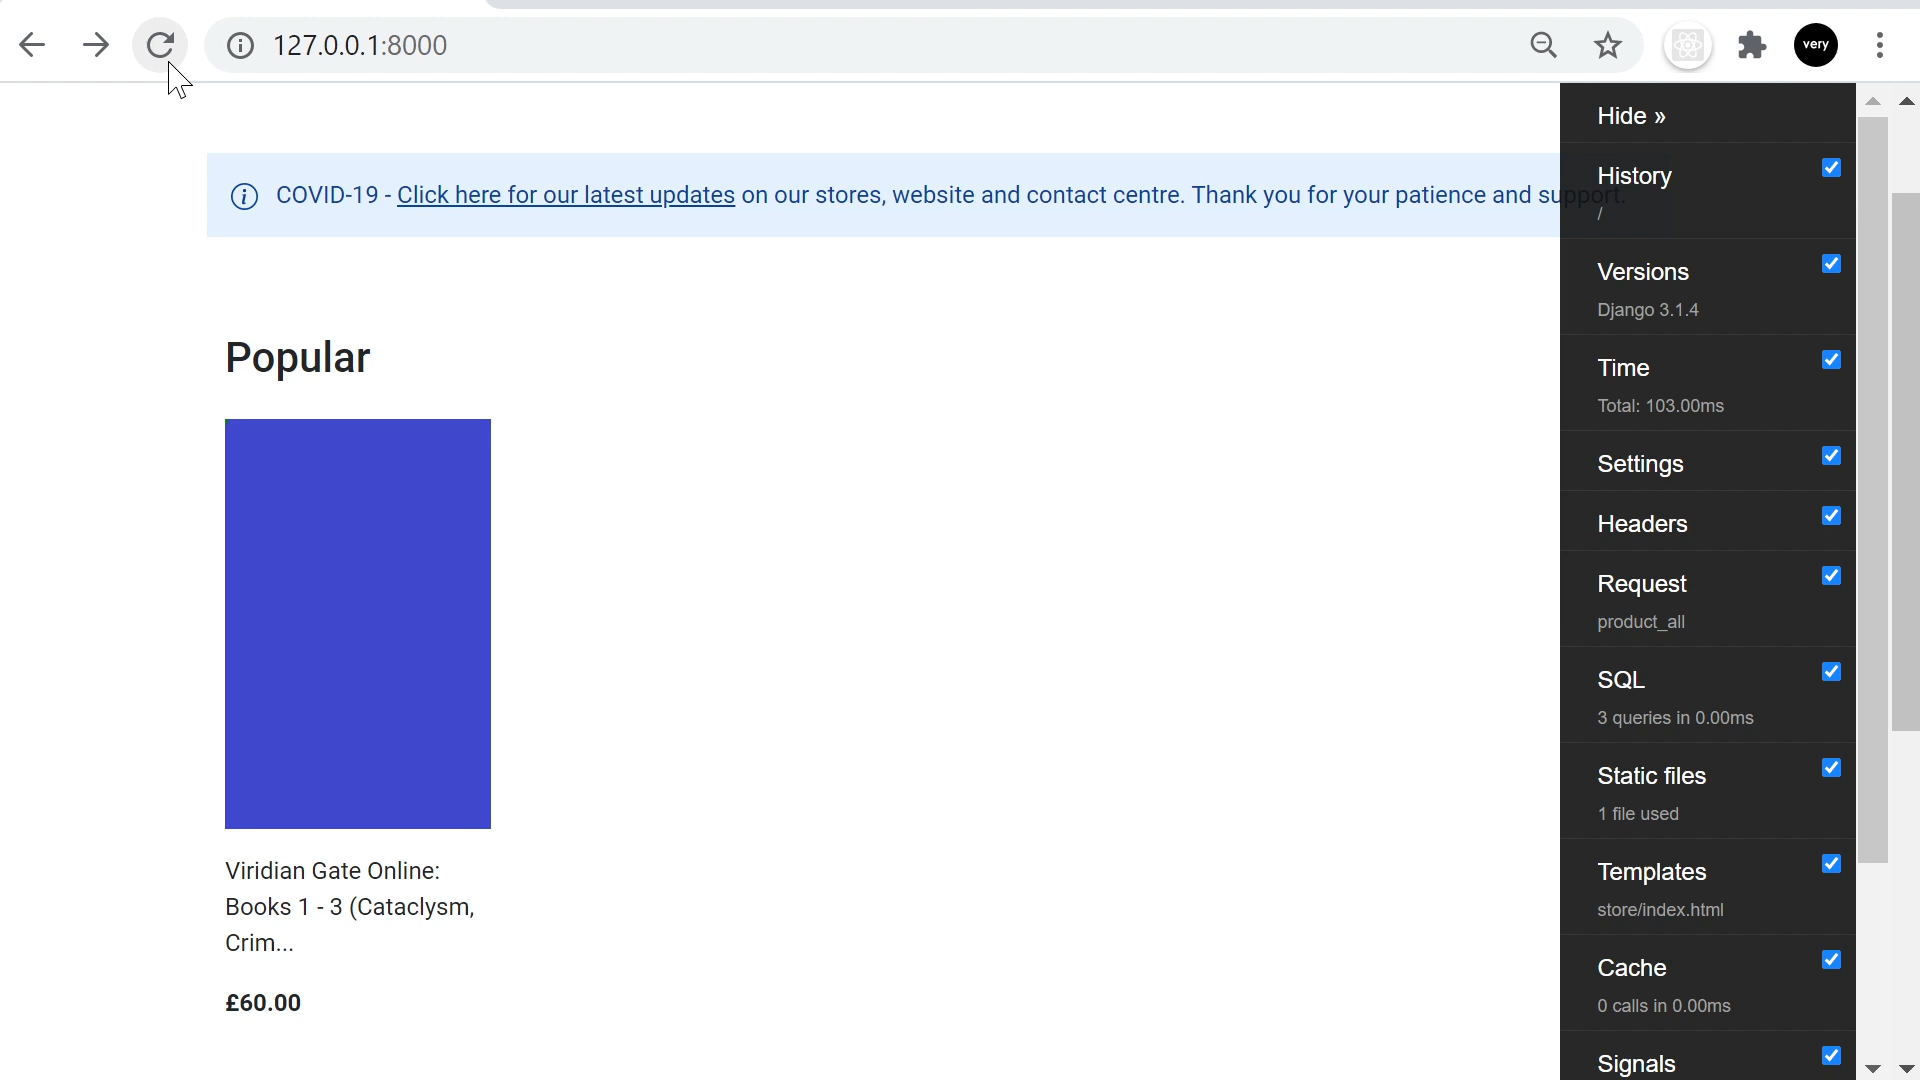 127.0.0.1:8000
very
COVID-19 - Click here for our latest updates on our stores, website and contact centre. Thank you for your patience and support.
Popular
Viridian Gate Online:
Books 1 - 3 (Cataclysm,
Crim...
£60.00
Hide »
History
/
Versions
Django 3.1.4
Time
Total: 103.00ms
Settings
Headers
Request
product_all
SQL
3 queries in 0.00ms
Static files
1 file used
Templates
store/index.html
Cache
0 calls in 0.00ms
Signals